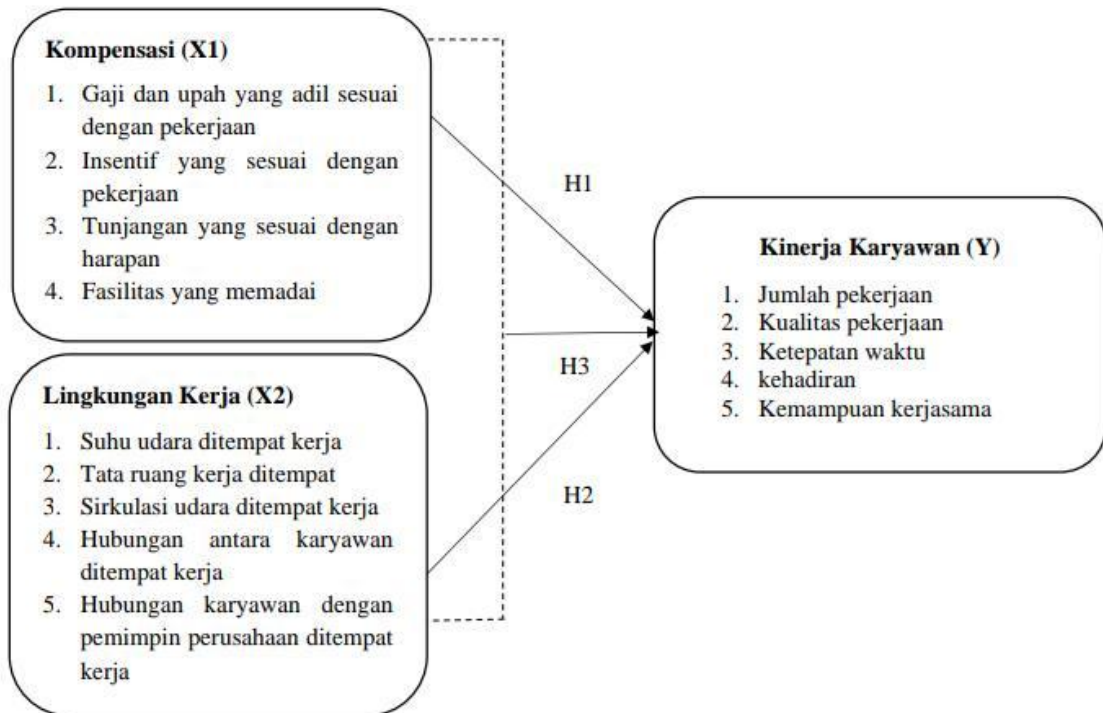 Kompensasi (X1)
1. Gaji dan upah yang adil sesuai
dengan pekerjaan
2. Insentif yang sesuai dengan
pekerjaan
3. Tunjangan yang sesuai dengan
harapan
4. Fasilitas yang memadai
Lingkungan Kerja (X2)
1. Suhu udara ditempat kerja
2. Tata ruang kerja ditempat
3. Sirkulasi udara ditempat kerja
4. Hubungan antara karyawan
ditempat kerja
5. Hubungan karyawan dengan
pemimpin perusahaan ditempat
kerja
H1
H3
H2
Kinerja Karyawan (Y)
1. Jumlah pekerjaan
2. Kualitas pekerjaan
3. Ketepatan waktu
4. kehadiran
5. Kemampuan kerjasama